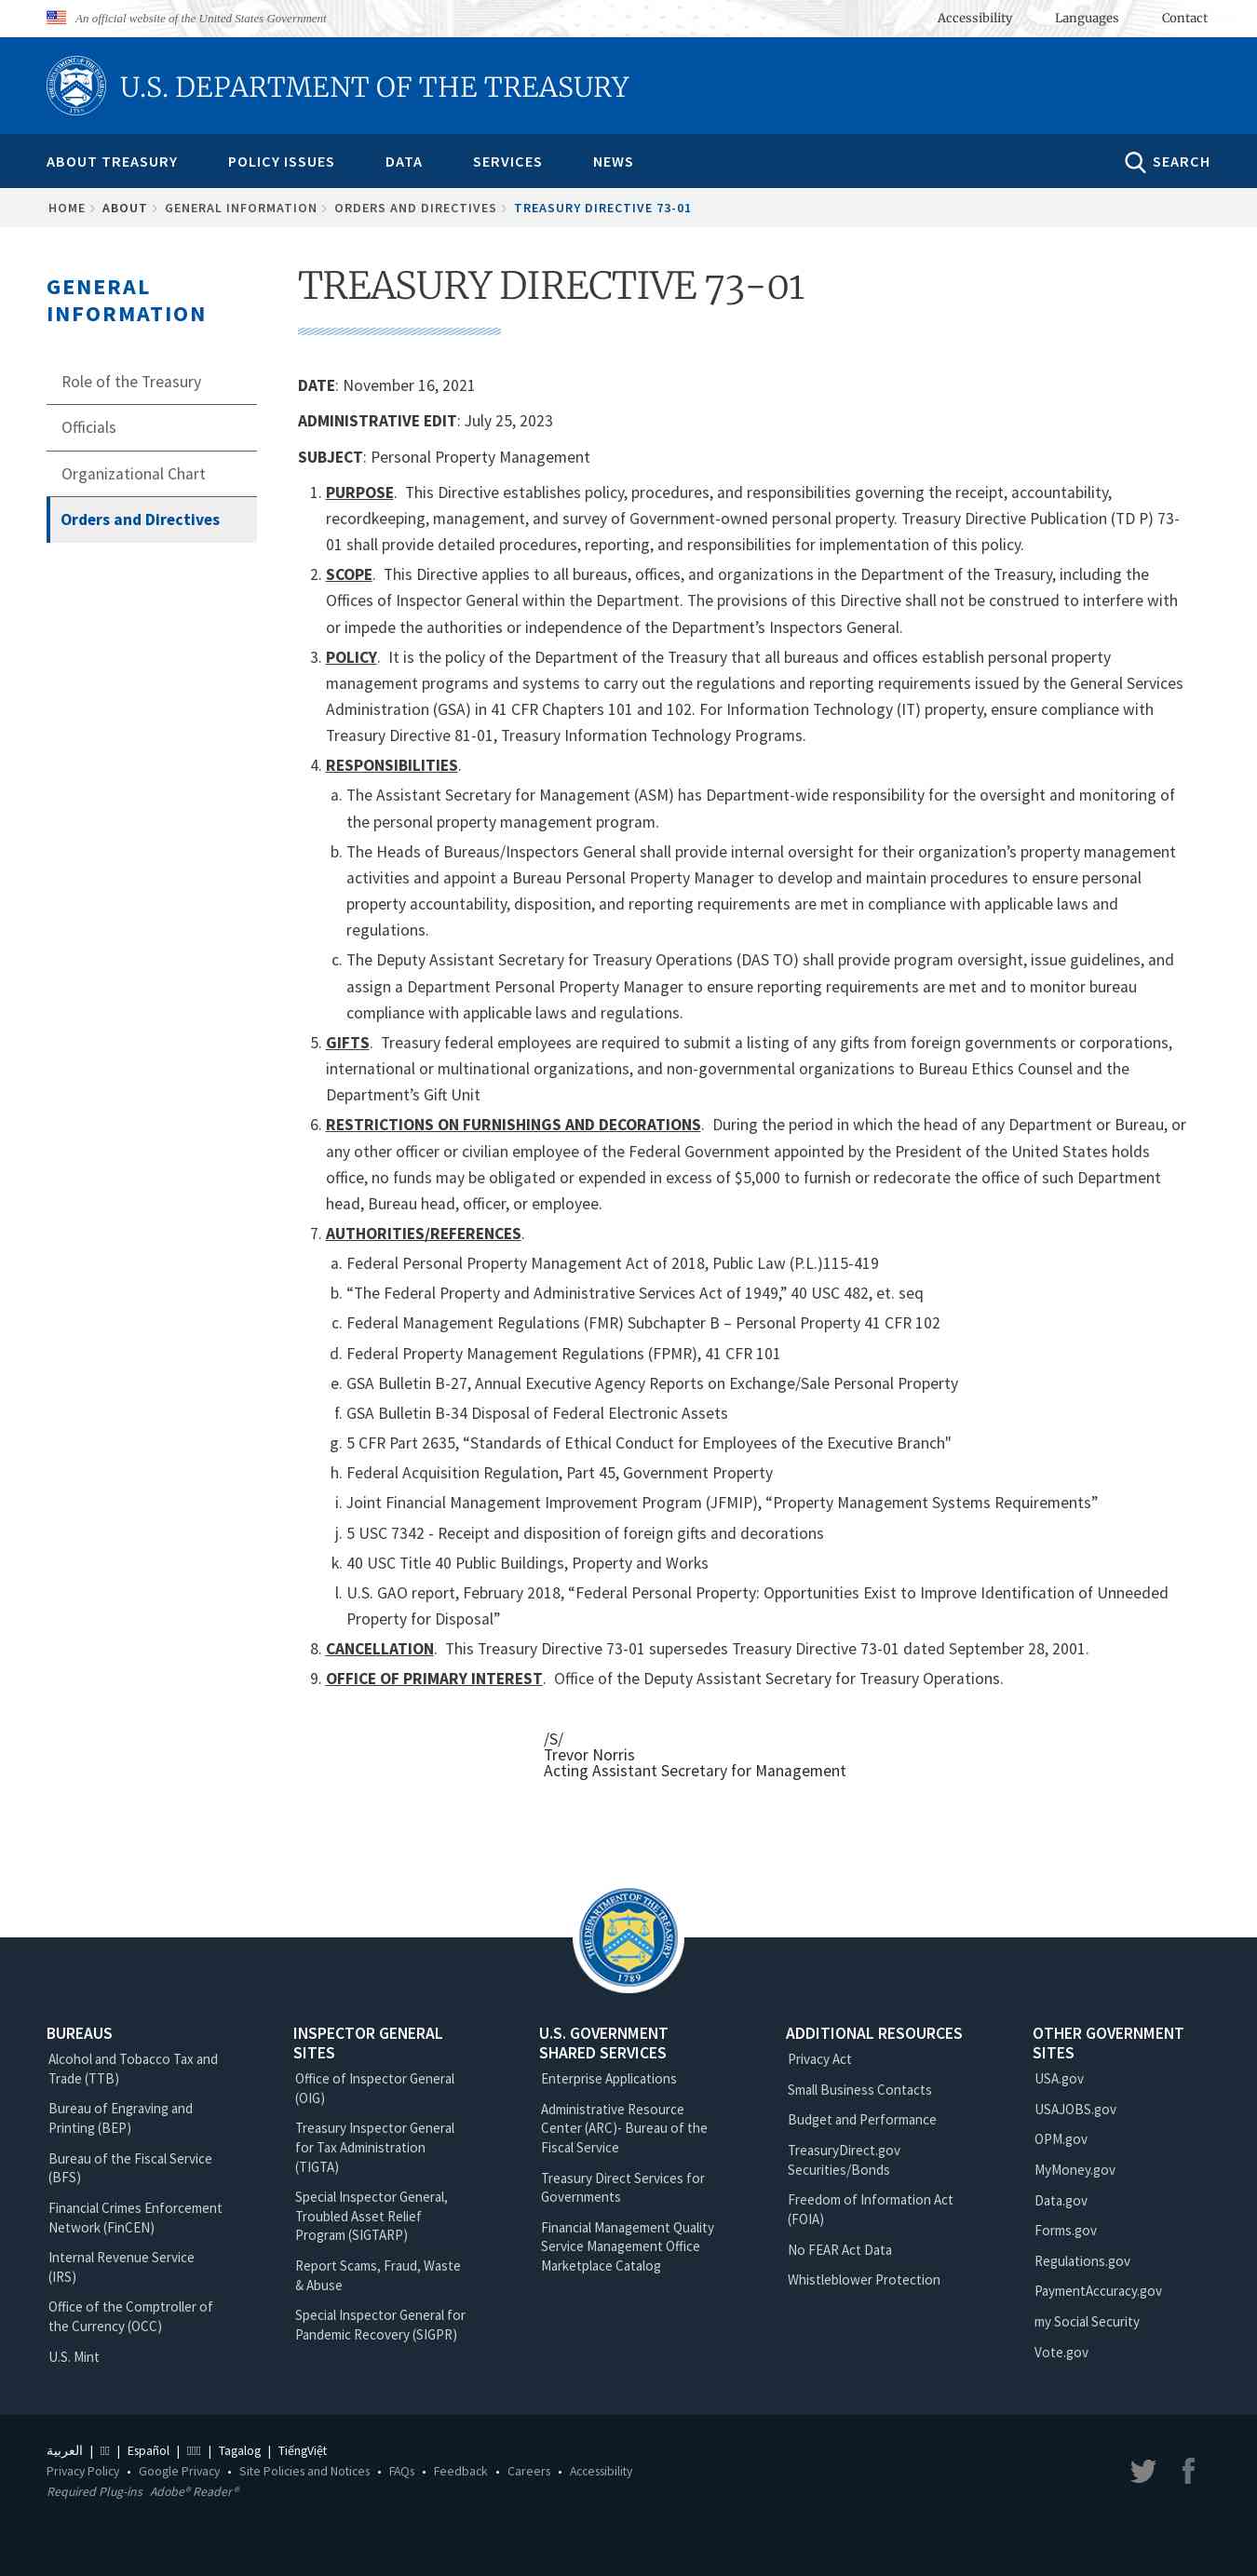 An official website of the United States Government
Accessibility Languages Contact
U.S. DEPARTMENT OF THE TREASURY
ABOUT TREASURY POLICY ISSUES DATA SERVICES NEWS SEARCH
HOME ABOUT GENERAL INFORMATION ORDERS AND DIRECTIVES TREASURY DIRECTIVE 73-01
GENERAL
INFORMATION
Role of the Treasury
Officials
Organizational Chart
Orders and Directives
TREASURY DIRECTIVE 73-01
DATE: November 16, 2021
ADMINISTRATIVE EDIT: July 25, 2023
SUBJECT: Personal Property Management
1. PURPOSE.  This Directive establishes policy, procedures, and responsibilities governing the receipt, accountability,
recordkeeping, management, and survey of Government-owned personal property. Treasury Directive Publication (TD P) 73-
01 shall provide detailed procedures, reporting, and responsibilities for implementation of this policy.
2. SCOPE.  This Directive applies to all bureaus, offices, and organizations in the Department of the Treasury, including the
Offices of Inspector General within the Department. The provisions of this Directive shall not be construed to interfere with
or impede the authorities or independence of the Department’s Inspectors General.
3. POLICY.  It is the policy of the Department of the Treasury that all bureaus and offices establish personal property
management programs and systems to carry out the regulations and reporting requirements issued by the General Services
Administration (GSA) in 41 CFR Chapters 101 and 102. For Information Technology (IT) property, ensure compliance with
Treasury Directive 81-01, Treasury Information Technology Programs.
4. RESPONSIBILITIES.
a. The Assistant Secretary for Management (ASM) has Department-wide responsibility for the oversight and monitoring of
the personal property management program.
b. The Heads of Bureaus/Inspectors General shall provide internal oversight for their organization’s property management
activities and appoint a Bureau Personal Property Manager to develop and maintain procedures to ensure personal
property accountability, disposition, and reporting requirements are met in compliance with applicable laws and
regulations.
c. The Deputy Assistant Secretary for Treasury Operations (DAS TO) shall provide program oversight, issue guidelines, and
assign a Department Personal Property Manager to ensure reporting requirements are met and to monitor bureau
compliance with applicable laws and regulations.
5. GIFTS.  Treasury federal employees are required to submit a listing of any gifts from foreign governments or corporations,
international or multinational organizations, and non-governmental organizations to Bureau Ethics Counsel and the
Department’s Gift Unit
6. RESTRICTIONS ON FURNISHINGS AND DECORATIONS.  During the period in which the head of any Department or Bureau, or
any other officer or civilian employee of the Federal Government appointed by the President of the United States holds
office, no funds may be obligated or expended in excess of $5,000 to furnish or redecorate the office of such Department
head, Bureau head, officer, or employee.
7. AUTHORITIES/REFERENCES.
a. Federal Personal Property Management Act of 2018, Public Law (P.L.)115-419
b. “The Federal Property and Administrative Services Act of 1949,” 40 USC 482, et. seq
c. Federal Management Regulations (FMR) Subchapter B – Personal Property 41 CFR 102
d. Federal Property Management Regulations (FPMR), 41 CFR 101
e. GSA Bulletin B-27, Annual Executive Agency Reports on Exchange/Sale Personal Property
f. GSA Bulletin B-34 Disposal of Federal Electronic Assets
g. 5 CFR Part 2635, “Standards of Ethical Conduct for Employees of the Executive Branch"
h. Federal Acquisition Regulation, Part 45, Government Property
i. Joint Financial Management Improvement Program (JFMIP), “Property Management Systems Requirements”
j. 5 USC 7342 - Receipt and disposition of foreign gifts and decorations
k. 40 USC Title 40 Public Buildings, Property and Works
l. U.S. GAO report, February 2018, “Federal Personal Property: Opportunities Exist to Improve Identification of Unneeded
Property for Disposal”
8. CANCELLATION.  This Treasury Directive 73-01 supersedes Treasury Directive 73-01 dated September 28, 2001.
9. OFFICE OF PRIMARY INTEREST.  Office of the Deputy Assistant Secretary for Treasury Operations.
/S/
Trevor Norris
Acting Assistant Secretary for Management
THE DEPARTMENT OF THE TREASURY
1789
BUREAUS
Alcohol and Tobacco Tax and
Trade (TTB)
Bureau of Engraving and
Printing (BEP)
Bureau of the Fiscal Service
(BFS)
Financial Crimes Enforcement
Network (FinCEN)
Internal Revenue Service
(IRS)
Office of the Comptroller of
the Currency (OCC)
U.S. Mint
INSPECTOR GENERAL
SITES
Office of Inspector General
(OIG)
Treasury Inspector General
for Tax Administration
(TIGTA)
Special Inspector General,
Troubled Asset Relief
Program (SIGTARP)
Report Scams, Fraud, Waste
& Abuse
Special Inspector General for
Pandemic Recovery (SIGPR)
U.S. GOVERNMENT
SHARED SERVICES
Enterprise Applications
Administrative Resource
Center (ARC)- Bureau of the
Fiscal Service
Treasury Direct Services for
Governments
Financial Management Quality
Service Management Office
Marketplace Catalog
ADDITIONAL RESOURCES
Privacy Act
Small Business Contacts
Budget and Performance
TreasuryDirect.gov
Securities/Bonds
Freedom of Information Act
(FOIA)
No FEAR Act Data
Whistleblower Protection
OTHER GOVERNMENT
SITES
USA.gov
USAJOBS.gov
OPM.gov
MyMoney.gov
Data.gov
Forms.gov
Regulations.gov
PaymentAccuracy.gov
my Social Security
Vote.gov
العربية | | Español | | Tagalog | TiếngViệt
Privacy Policy • Google Privacy • Site Policies and Notices • FAQs • Feedback • Careers • Accessibility
Required Plug-ins Adobe® Reader®